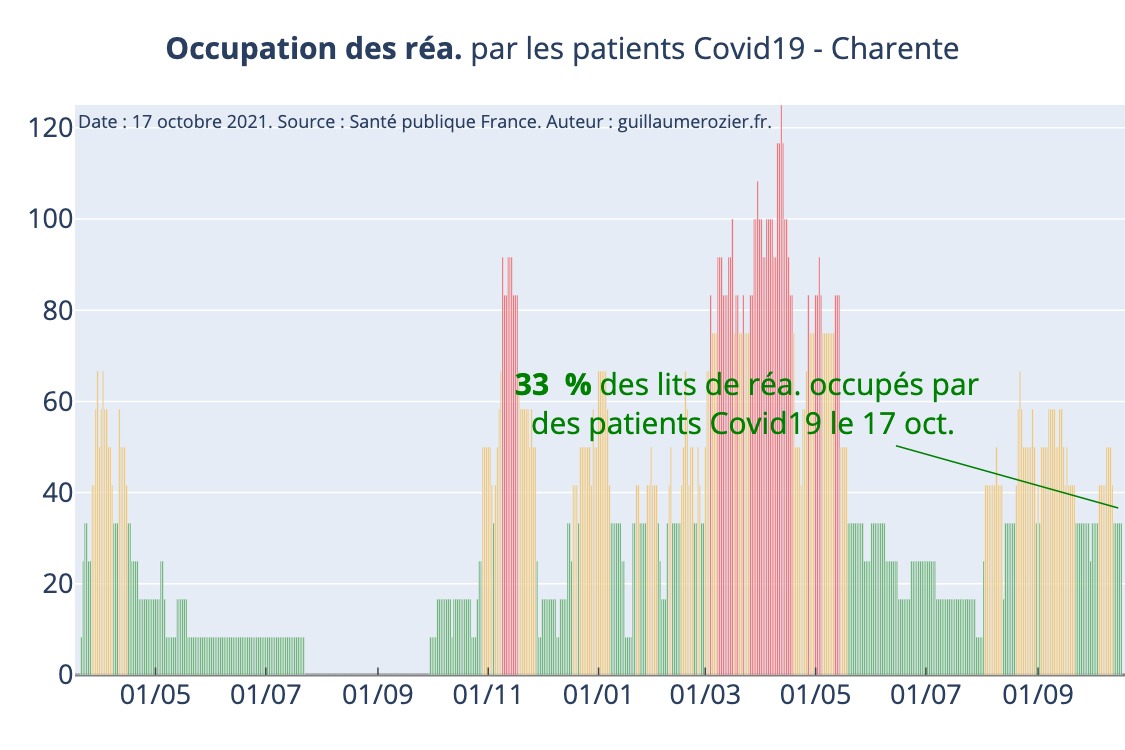 Occupation des réa. par les patients Covid19 - Charente
Date : 17 octobre 2021. Source : Santé publique France. Auteur : guillaumerozier.fr.
120
100
80
60
40
20
0
33 % des lits de réa. occupés par
des patients Covid19 le 17 oct.
01/05 01/07 01/09 01/11 01/01 01/03 01/05 01/07 01/09